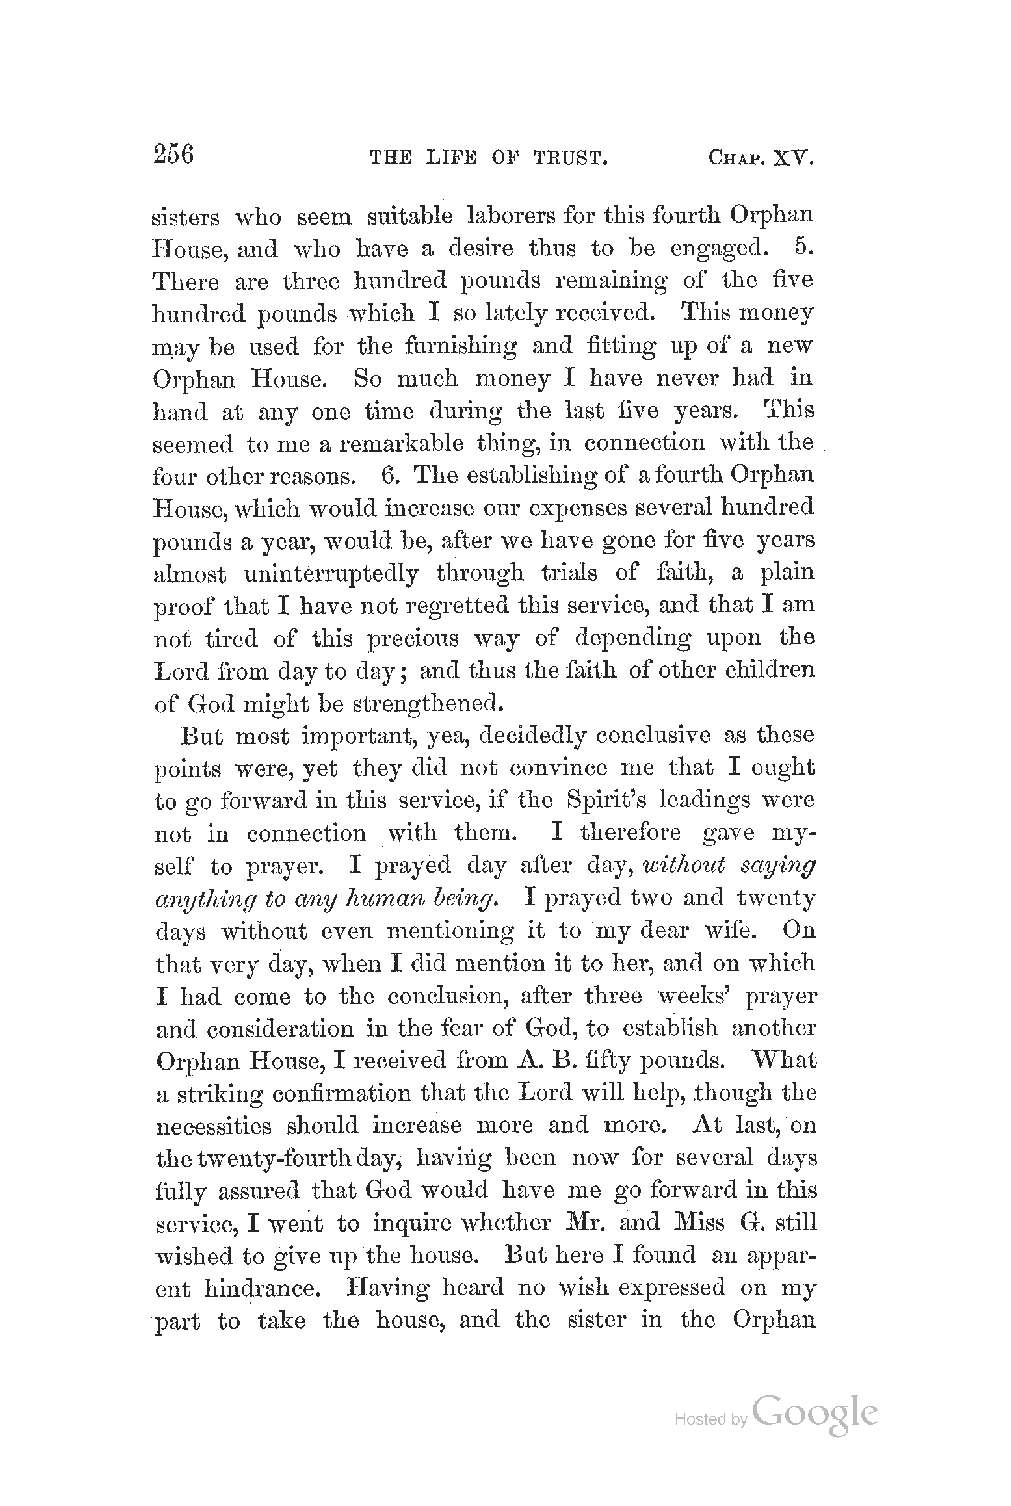 256 THE LIFE OF TRUST. CHAP. XV.
sisters who seem suitable laborers for this fourth Orphan
House, and who have a desire thus to be engaged. 5.
There are three hundred pounds remaining of the five
hundred pounds which I so lately received. This money
may be used for the furnishing and fitting up of a new
Orphan House. So much money I have never had in
hand at any one time during the last five years. This
seemed to me a remarkable thing, in connection with the
four other reasons. 6. The establishing of a fourth Orphan
House, which would increase our expenses several hundred
pounds a year, would be, after we have gone for five years
almost uninterruptedly through trials of faith, a plain
proof that I have not regretted this service, and that I am
not tired of this precious way of depending upon the
Lord from day to day; and thus the faith of other children
of God might be strengthened.
But most important, yea, decidedly conclusive as these
points were, yet they did not convince me that I ought
to go forward in this service, if the Spirit's leadings were
not in connection with them. I therefore gave my-
self to prayer. I prayed day after day, without saying
anything to any human being. I prayed two and twenty
days without even mentioning it to my dear wife. On
that very day, when I did mention it to her, and on which
I had come to the conclusion, after three weeks' prayer
and consideration in the fear of God, to establish another
Orphan House, I received from A. B. fifty pounds. What
a striking confirmation that the Lord will help, though the
necessities should increase more and more. At last, on
the twenty-fourth day, having been now for several days
fully assured that God would have me go forward in this
service, I went to inquire whether Mr. and Miss G. still
wished to give up the house. But here I found an appar-
ent hindrance. Having heard no wish expressed on my
part to take the house, and the sister in the Orphan
Hosted by Google